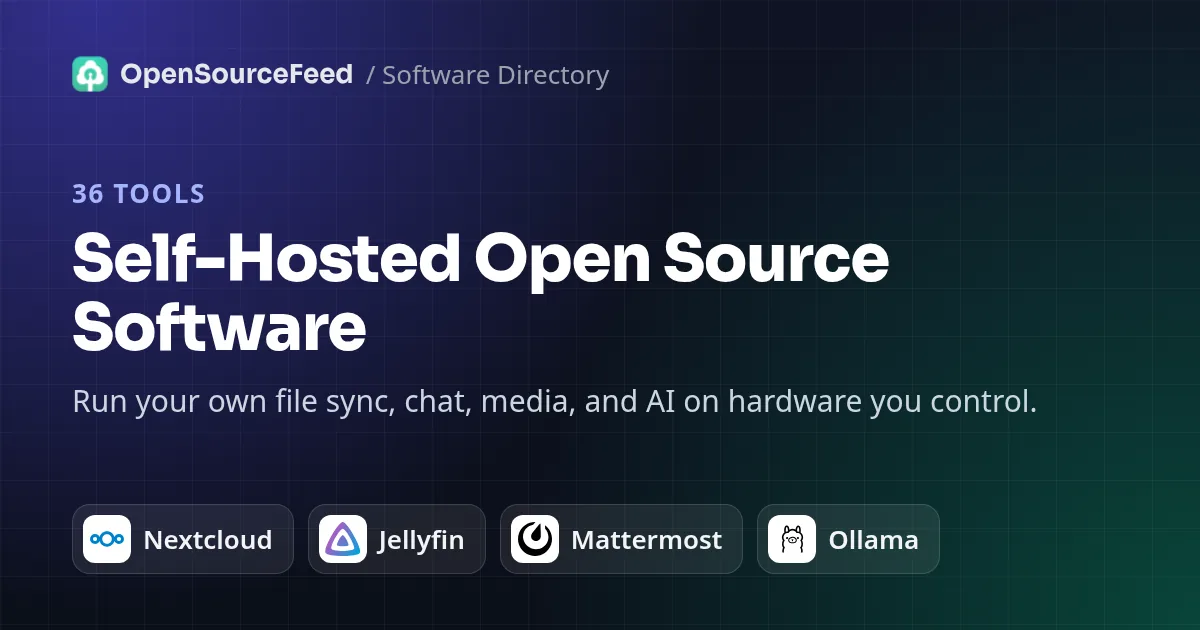 OpenSourceFeed / Software Directory
36 TOOLS
Self-Hosted Open Source
Software
Run your own file sync, chat, media, and AI on hardware you control.
Nextcloud Jellyfin Mattermost Ollama